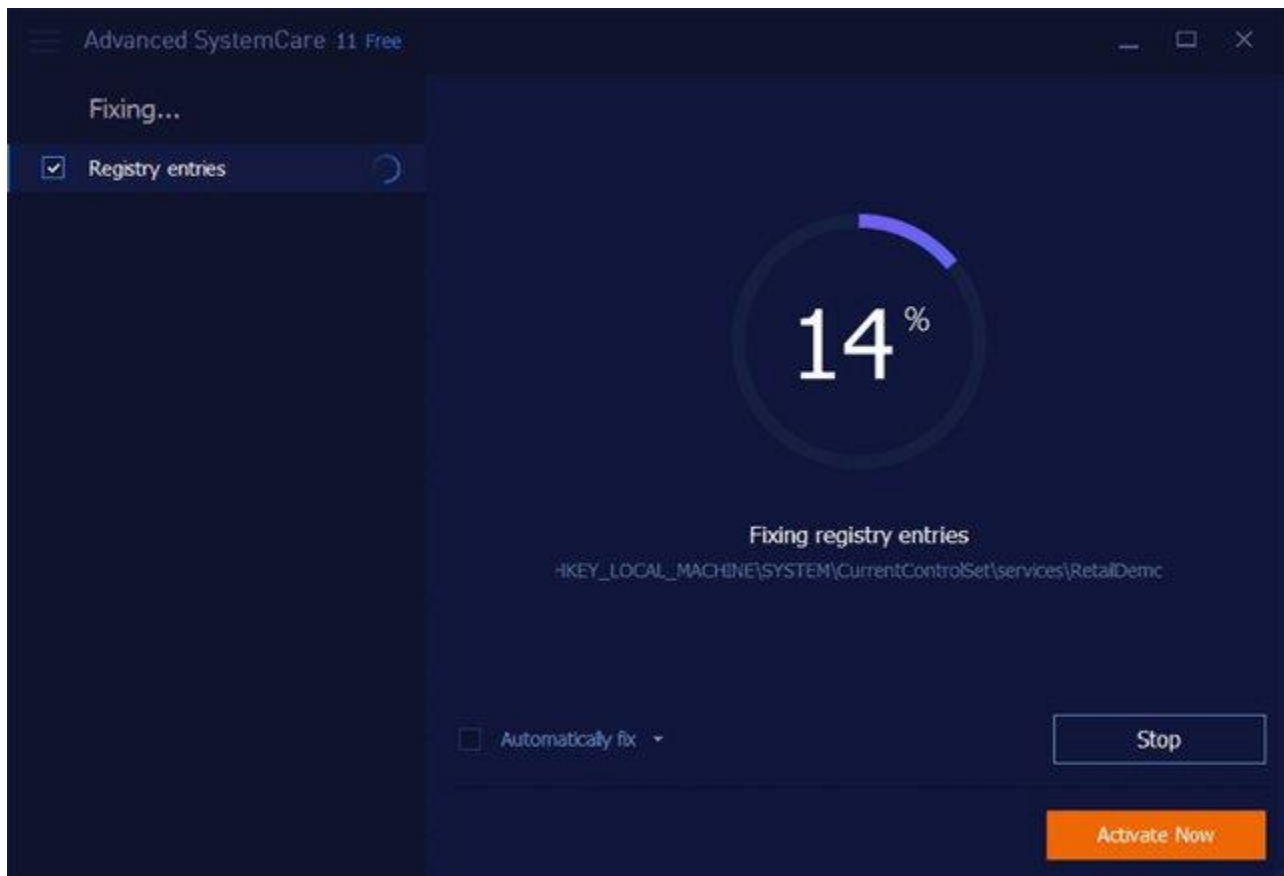 Advanced SystemCare 11 Free
Fixing...
Registry entries
14%
Fixing registry entries
HKEY_LOCAL_MACHINE\SYSTEM\CurrentControlSet\services\RetailDemc
Automatically fix
Stop
Activate Now